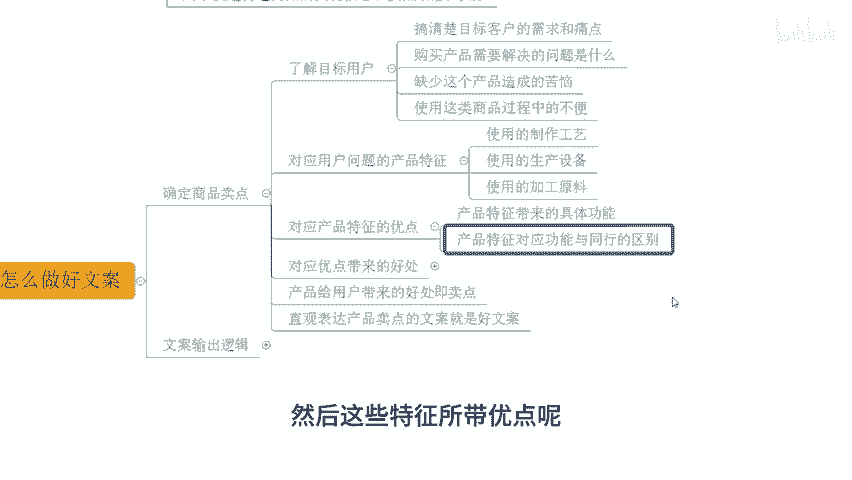 搞清楚目标客户的需求和痛点
了解目标用户
购买产品需要解决的问题是什么
缺少这个产品造成的苦恼
使用这类商品过程中的不便
使用的制作工艺
对应用户问题的产品特征
使用的生产设备
使用的加工原料
确定商品卖点
产品特征带来的具体功能
对应产品特征的优点
产品特征对应功能与同行的区别
对应优点带来的好处
怎么做好文案
产品给用户带来的好处即卖点
直观表达产品卖点的文案就是好文案
文案输出逻辑
然后这些特征所带优点呢